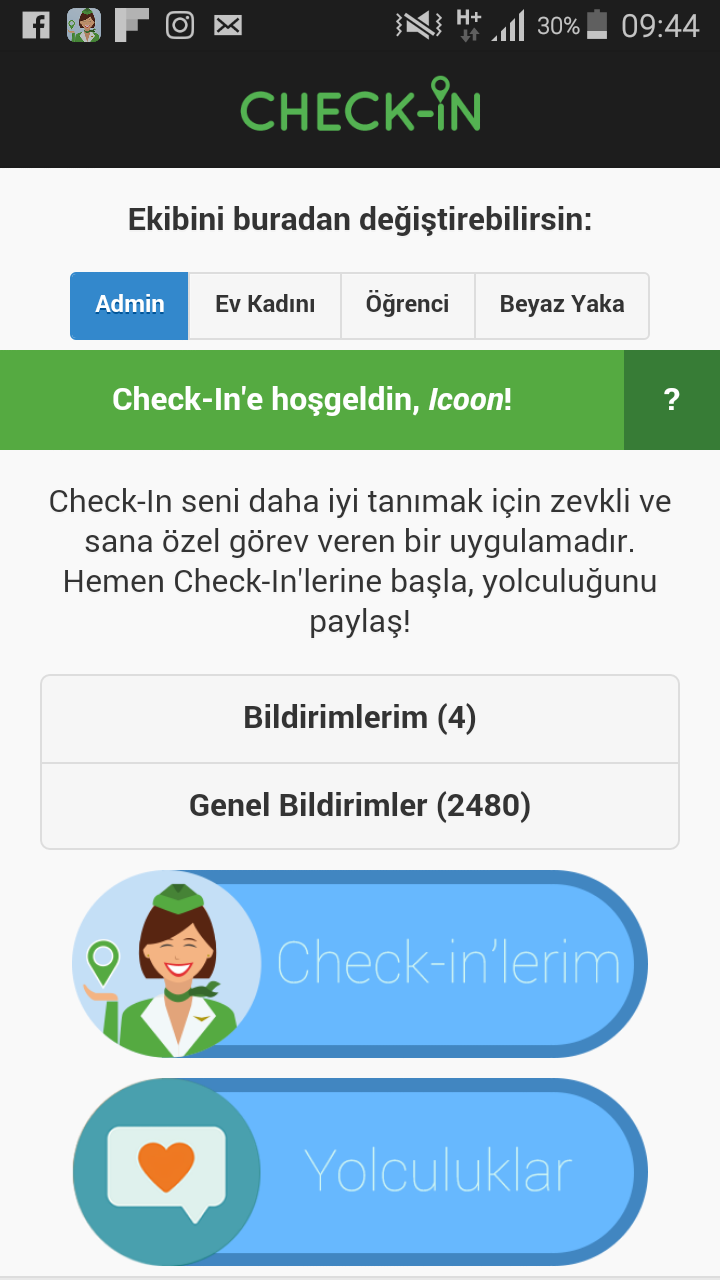 H+ 30% 09:44
CHECK-iN
Ekibini buradan değiştirebilirsin:
Admin Ev Kadını Öğrenci Beyaz Yaka
Check-In'e hoşgeldin, Icoon! ?
Check-In seni daha iyi tanımak için zevkli ve
sana özel görev veren bir uygulamadır.
Hemen Check-In'lerine başla, yolculuğunu
paylaş!
Bildirimlerim (4)
Genel Bildirimler (2480)
Check-in’lerim
Yolculuklar